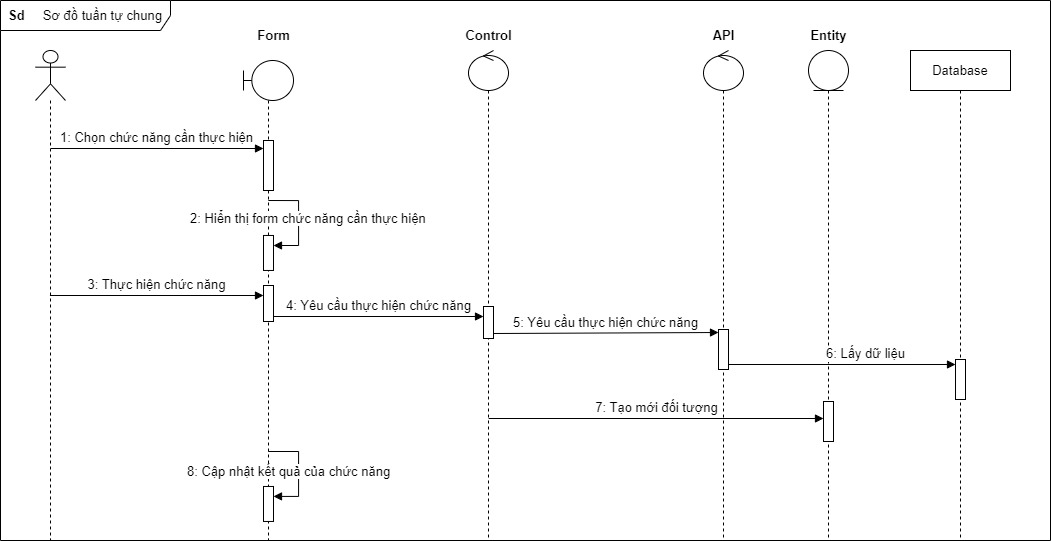 Sd Sơ đồ tuần tự chung
Form
Control
API
Entity
Database
1: Chọn chức năng cần thực hiện
2: Hiển thị form chức năng cần thực hiện
3: Thực hiện chức năng
4: Yêu cầu thực hiện chức năng
5: Yêu cầu thực hiện chức năng
6: Lấy dữ liệu
7: Tạo mới đối tượng
8: Cập nhật kết quả của chức năng